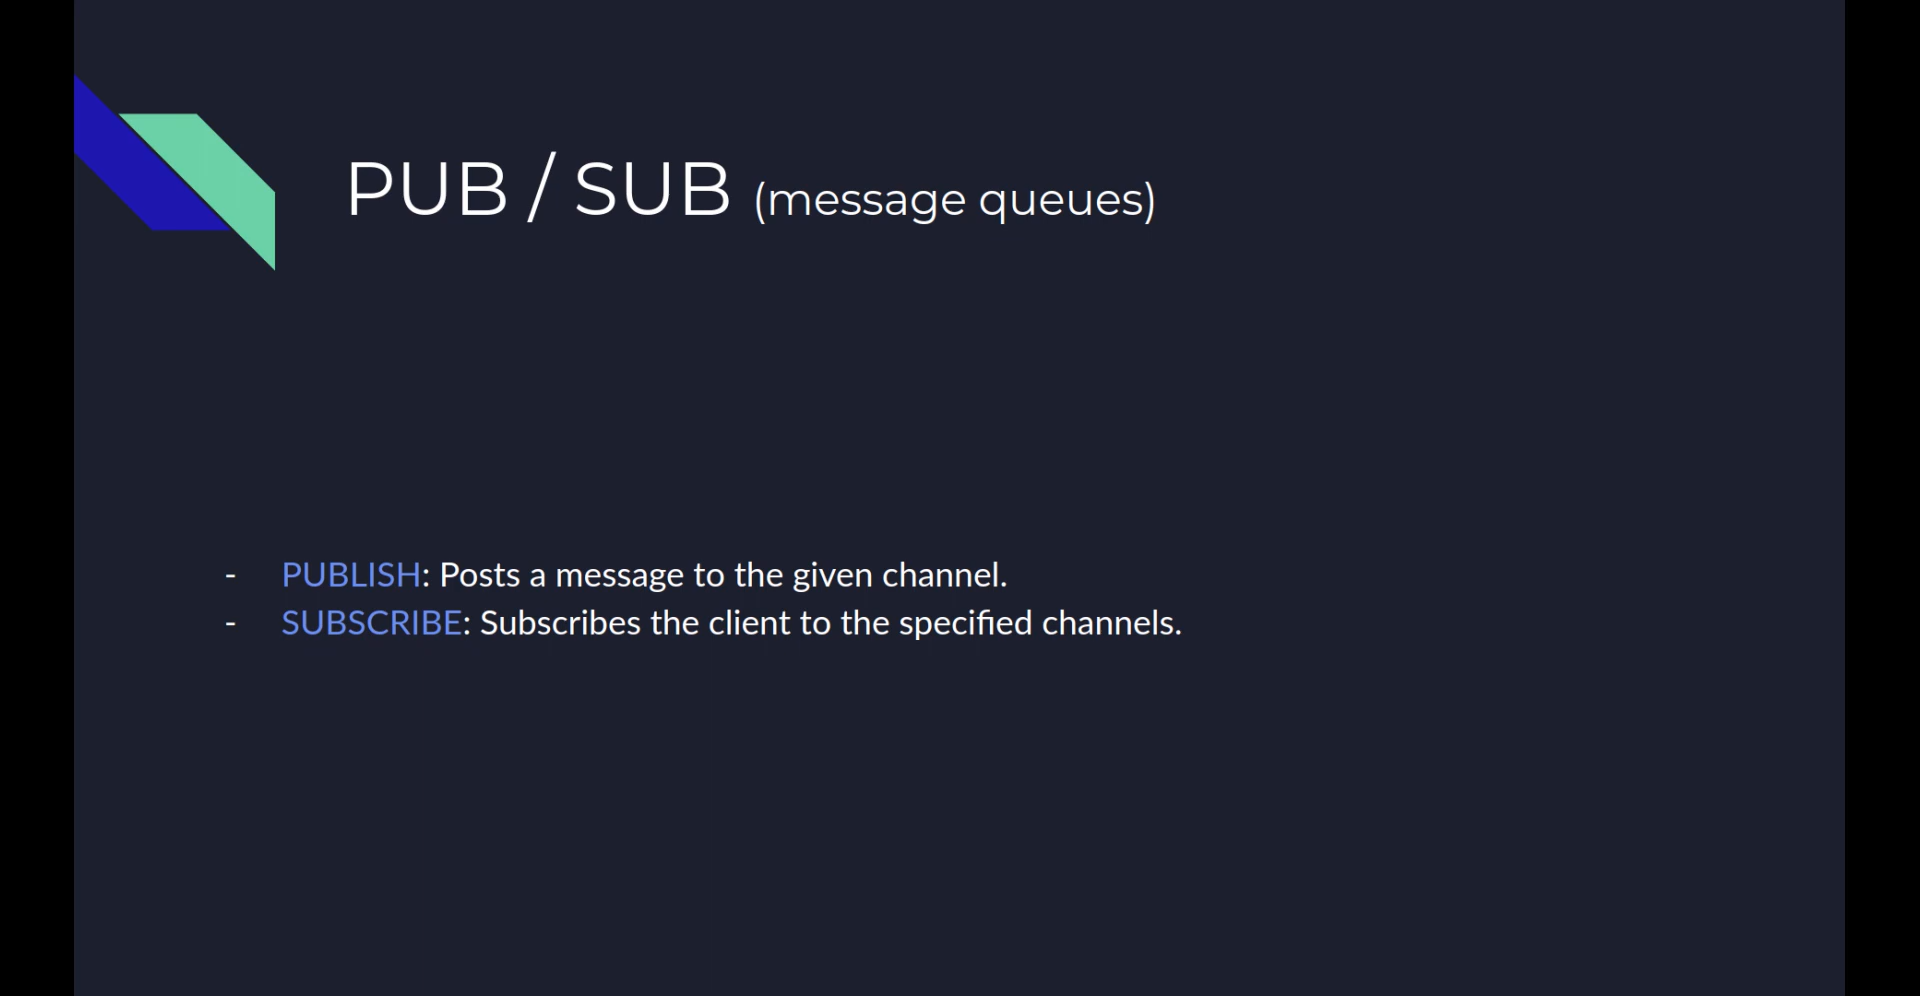 PUB / SUB (message queues)
- PUBLISH: Posts a message to the given channel.
- SUBSCRIBE: Subscribes the client to the specified channels.